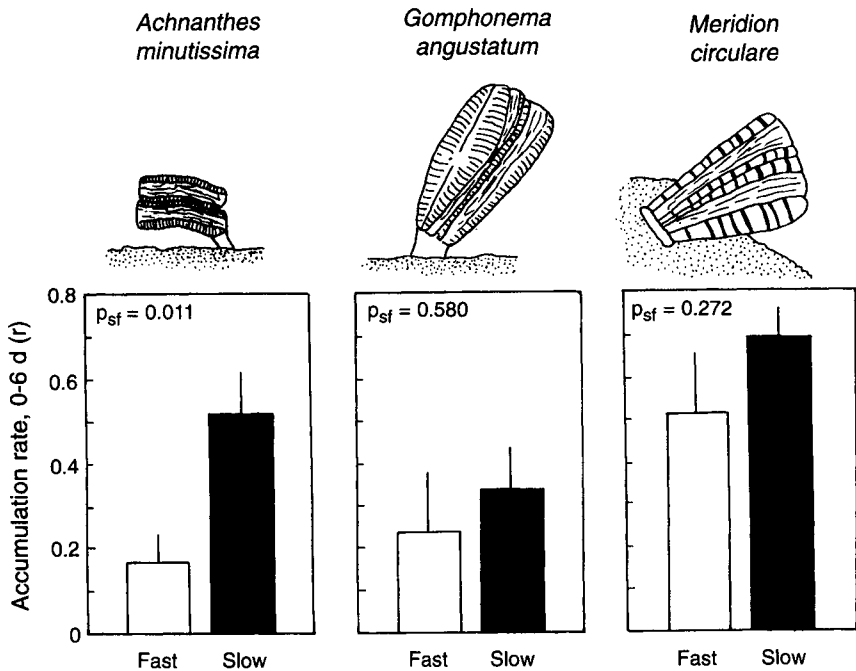 Achnanthes
minutissima
Gomphonema
angustatum
Meridion
circulare
Accumulation rate, 0-6 d (r)
0.8
0.6
0.4
0.2
0
p_sf = 0.011
p_sf = 0.580
p_sf = 0.272
Fast Slow
Fast Slow
Fast Slow